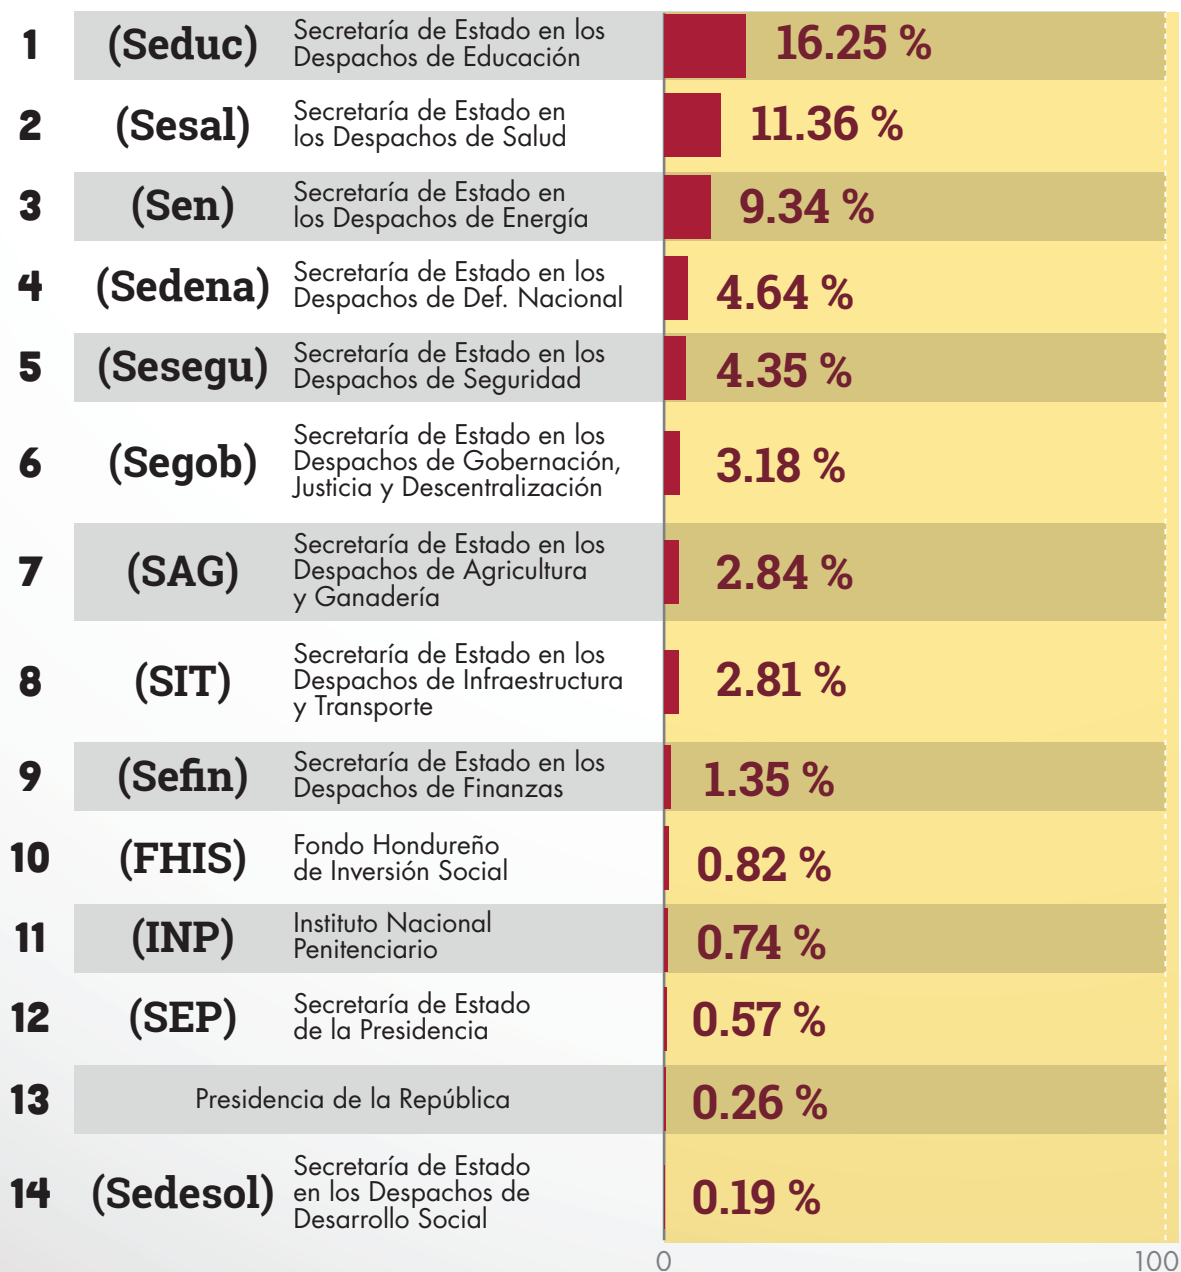 1
(Seduc)
Secretaría de Estado en los
Despachos de Educación
16.25 %
2
(Sesal)
Secretaría de Estado en
los Despachos de Salud
11.36 %
3
(Sen)
Secretaría de Estado en
los Despachos de Energía
9.34 %
4
(Sedena)
Secretaría de Estado en los
Despachos de Def. Nacional
4.64 %
5
(Sesegu)
Secretaría de Estado en los
Despachos de Seguridad
4.35 %
6
(Segob)
Secretaría de Estado en los
Despachos de Gobernación,
Justicia y Descentralización
3.18 %
7
(SAG)
Secretaría de Estado en los
Despachos de Agricultura
y Ganadería
2.84 %
8
(SIT)
Secretaría de Estado en los
Despachos de Infraestructura
y Transporte
2.81 %
9
(Sefin)
Secretaría de Estado en los
Despachos de Finanzas
1.35 %
10
(FHIS)
Fondo Hondureño
de Inversión Social
0.82 %
11
(INP)
Instituto Nacional
Penitenciario
0.74 %
12
(SEP)
Secretaría de Estado
de la Presidencia
0.57 %
13
Presidencia de la República
0.26 %
14
(Sedesol)
Secretaría de Estado
en los Despachos de
Desarrollo Social
0.19 %
0
100